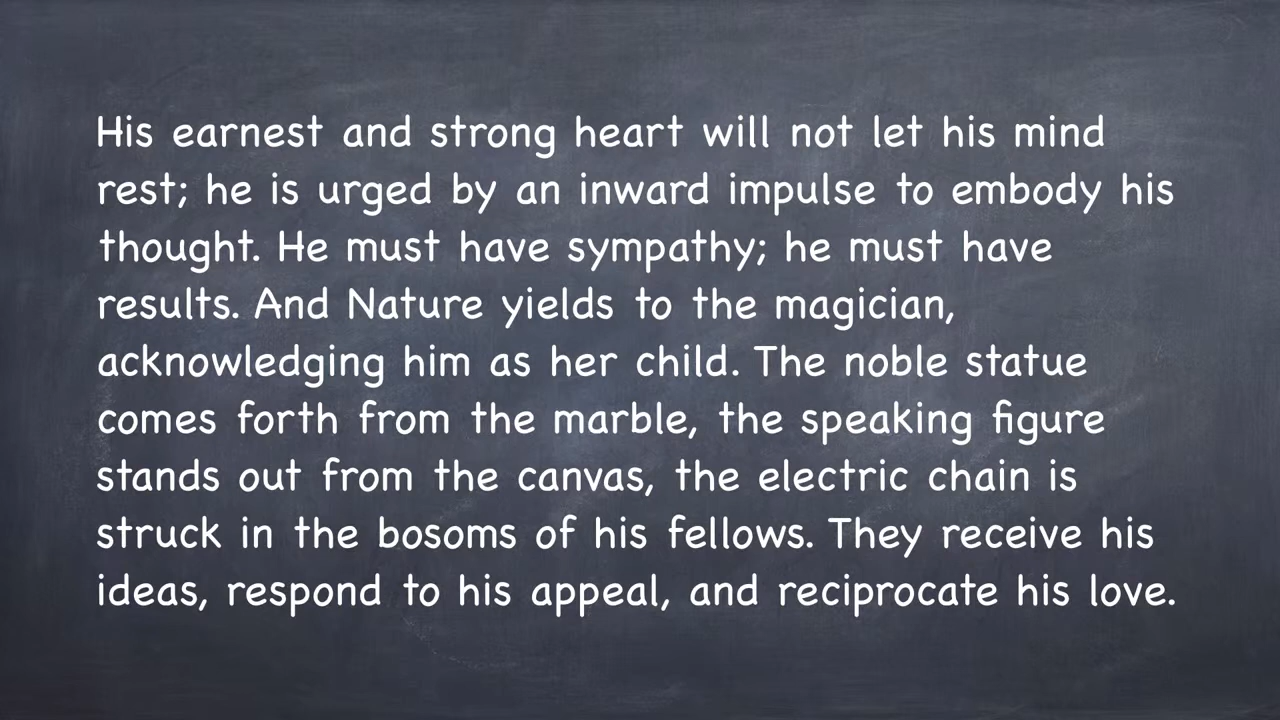 His earnest and strong heart will not let his mind
rest; he is urged by an inward impulse to embody his
thought. He must have sympathy; he must have
results. And Nature yields to the magician,
acknowledging him as her child. The noble statue
comes forth from the marble, the speaking figure
stands out from the canvas, the electric chain is
struck in the bosoms of his fellows. They receive his
ideas, respond to his appeal, and reciprocate his love.